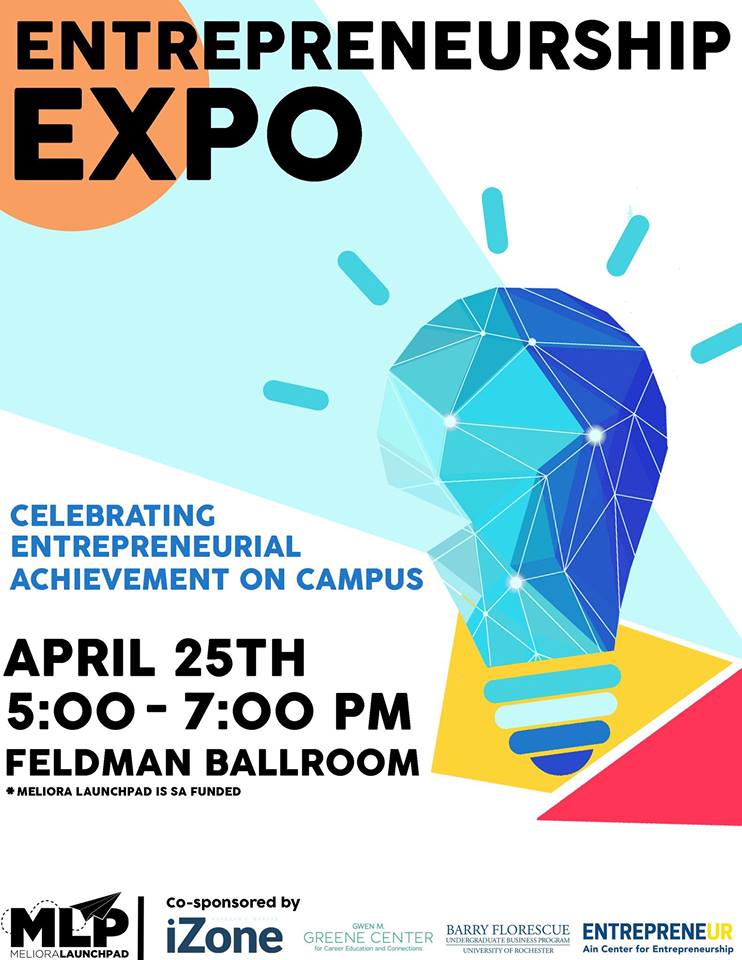 ENTREPRENEURSHIP
EXPO
CELEBRATING
ENTREPRENEURIAL
ACHIEVEMENT ON CAMPUS
APRIL 25TH
5:00 - 7:00 PM
FELDMAN BALLROOM
*MELIORA LAUNCHPAD IS SA FUNDED
MLP
MELIORALAUNCHPAD
Co-sponsored by
iZone
GWEN M.
GREENE CENTER
for Career Education and Connections
BARRY FLORESCUE
UNDERGRADUATE BUSINESS PROGRAM
UNIVERSITY OF ROCHESTER
ENTREPRENEUR
Ain Center for Entrepreneurship